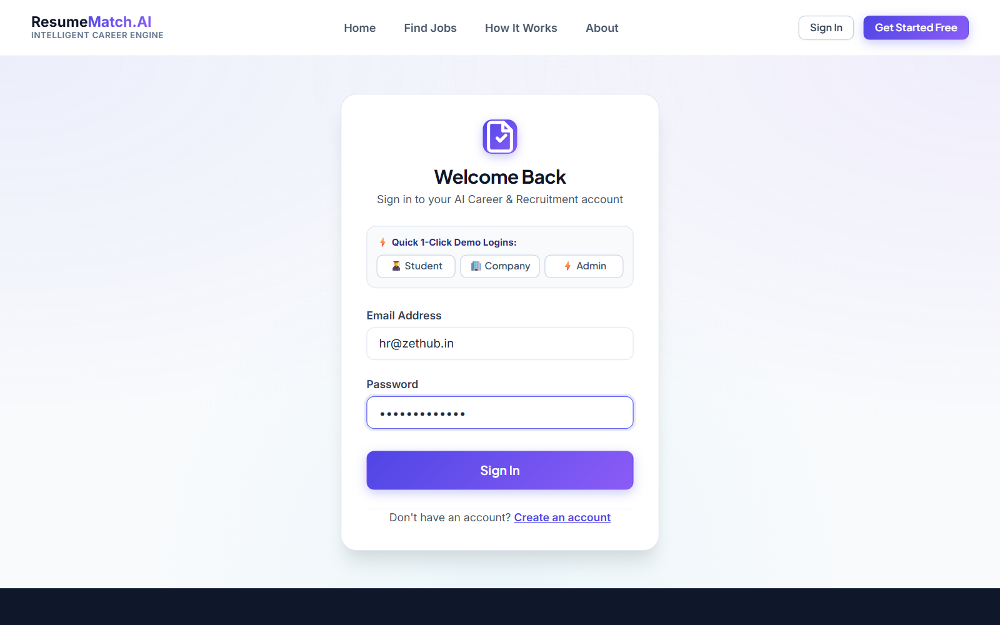 ResumeMatch.AI
INTELLIGENT CAREER ENGINE
Home
Find Jobs
How It Works
About
Sign In
Get Started Free
Welcome Back
Sign in to your AI Career & Recruitment account
Quick 1-Click Demo Logins:
Student
Company
Admin
Email Address
hr@zethub.in
Password
•••••••••••••
Sign In
Don't have an account? Create an account